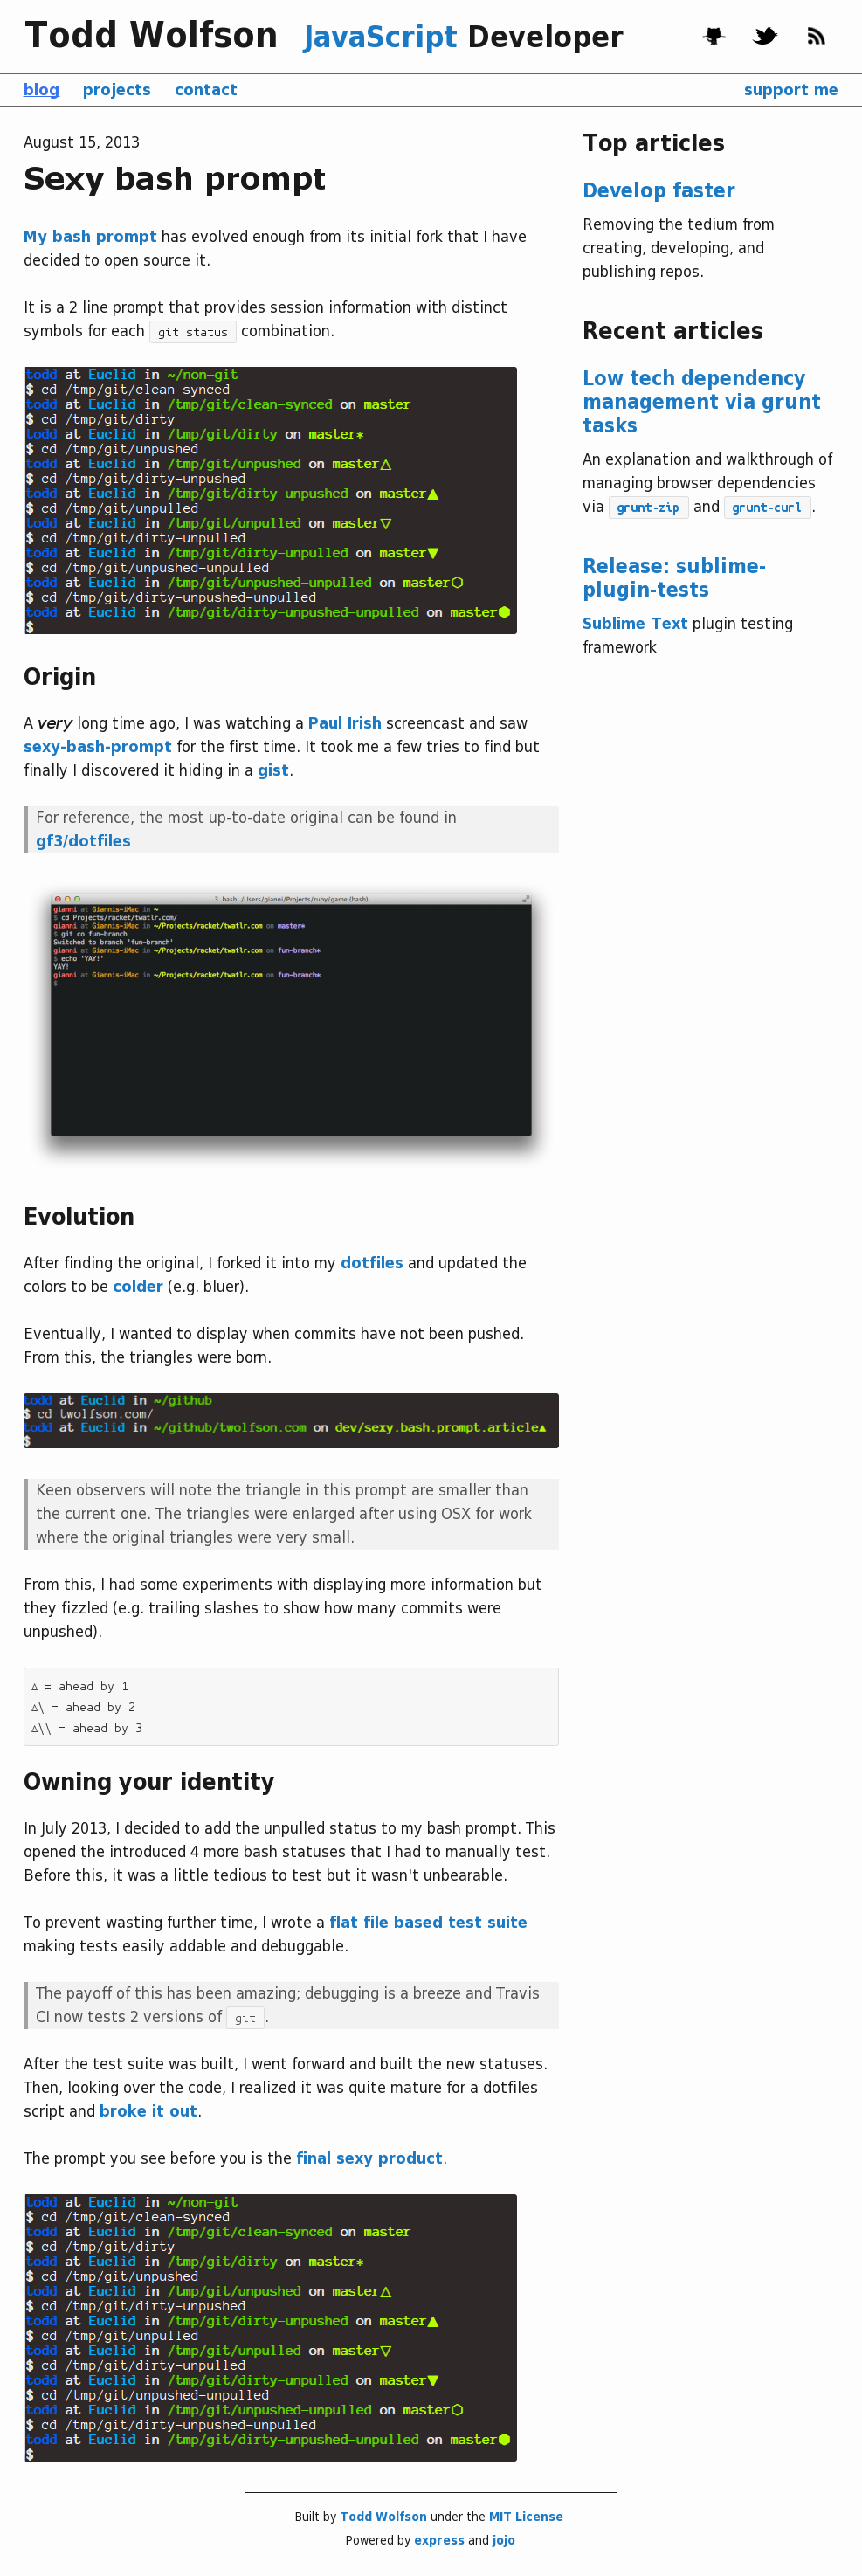 Todd Wolfson JavaScript Developer
blog projects contact support me
August 15, 2013
Sexy bash prompt
My bash prompt has evolved enough from its initial fork that I have
decided to open source it.
It is a 2 line prompt that provides session information with distinct
symbols for each git status combination.
todd at Euclid in ~/non-git
$ cd /tmp/git/clean-synced
todd at Euclid in /tmp/git/clean-synced on master
$ cd /tmp/git/dirty
todd at Euclid in /tmp/git/dirty on master*
$ cd /tmp/git/unpushed
todd at Euclid in /tmp/git/unpushed on master△
$ cd /tmp/git/dirty-unpushed
todd at Euclid in /tmp/git/dirty-unpushed on master▲
$ cd /tmp/git/unpulled
todd at Euclid in /tmp/git/unpulled on master▽
$ cd /tmp/git/dirty-unpulled
todd at Euclid in /tmp/git/dirty-unpulled on master▼
$ cd /tmp/git/unpushed-unpulled
todd at Euclid in /tmp/git/unpushed-unpulled on master⬡
$ cd /tmp/git/dirty-unpushed-unpulled
todd at Euclid in /tmp/git/dirty-unpushed-unpulled on master⬢
$
Origin
A very long time ago, I was watching a Paul Irish screencast and saw
sexy-bash-prompt for the first time. It took me a few tries to find but
finally I discovered it hiding in a gist.
For reference, the most up-to-date original can be found in
gf3/dotfiles
3. bash /Users/gianni/Projects/ruby/game (bash)
gianni at Giannis-iMac in ~
$ cd Projects/racket/twatlr.com/
gianni at Giannis-iMac in ~/Projects/racket/twatlr.com on master*
$ git co fun-branch
Switched to branch 'fun-branch'
gianni at Giannis-iMac in ~/Projects/racket/twatlr.com on fun-branch*
$ echo 'YAY!'
YAY!
gianni at Giannis-iMac in ~/Projects/racket/twatlr.com on fun-branch*
$
Evolution
After finding the original, I forked it into my dotfiles and updated the
colors to be colder (e.g. bluer).
Eventually, I wanted to display when commits have not been pushed.
From this, the triangles were born.
todd at Euclid in ~/github
$ cd twolfson.com/
todd at Euclid in ~/github/twolfson.com on dev/sexy.bash.prompt.article▲
$
Keen observers will note the triangle in this prompt are smaller than
the current one. The triangles were enlarged after using OSX for work
where the original triangles were very small.
From this, I had some experiments with displaying more information but
they fizzled (e.g. trailing slashes to show how many commits were
unpushed).
△ = ahead by 1
△\ = ahead by 2
△\\ = ahead by 3
Owning your identity
In July 2013, I decided to add the unpulled status to my bash prompt. This
opened the introduced 4 more bash statuses that I had to manually test.
Before this, it was a little tedious to test but it wasn't unbearable.
To prevent wasting further time, I wrote a flat file based test suite
making tests easily addable and debuggable.
The payoff of this has been amazing; debugging is a breeze and Travis
CI now tests 2 versions of git.
After the test suite was built, I went forward and built the new statuses.
Then, looking over the code, I realized it was quite mature for a dotfiles
script and broke it out.
The prompt you see before you is the final sexy product.
todd at Euclid in ~/non-git
$ cd /tmp/git/clean-synced
todd at Euclid in /tmp/git/clean-synced on master
$ cd /tmp/git/dirty
todd at Euclid in /tmp/git/dirty on master*
$ cd /tmp/git/unpushed
todd at Euclid in /tmp/git/unpushed on master△
$ cd /tmp/git/dirty-unpushed
todd at Euclid in /tmp/git/dirty-unpushed on master▲
$ cd /tmp/git/unpulled
todd at Euclid in /tmp/git/unpulled on master▽
$ cd /tmp/git/dirty-unpulled
todd at Euclid in /tmp/git/dirty-unpulled on master▼
$ cd /tmp/git/unpushed-unpulled
todd at Euclid in /tmp/git/unpushed-unpulled on master⬡
$ cd /tmp/git/dirty-unpushed-unpulled
todd at Euclid in /tmp/git/dirty-unpushed-unpulled on master⬢
$
Top articles
Develop faster
Removing the tedium from
creating, developing, and
publishing repos.
Recent articles
Low tech dependency
management via grunt
tasks
An explanation and walkthrough of
managing browser dependencies
via grunt-zip and grunt-curl.
Release: sublime-
plugin-tests
Sublime Text plugin testing
framework
Built by Todd Wolfson under the MIT License
Powered by express and jojo